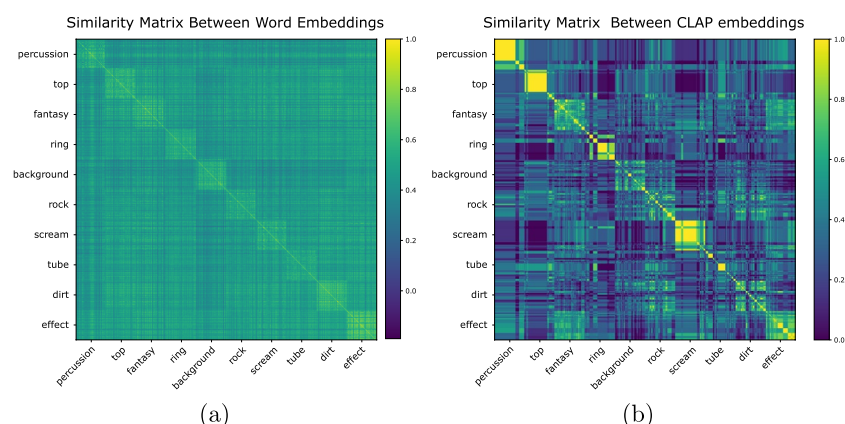 Similarity Matrix Between Word Embeddings
percussion
top
fantasy
ring
background
rock
scream
tube
dirt
effect
percussion
top
fantasy
ring
background
rock
scream
tube
dirt
effect
1.0
0.8
0.6
0.4
0.2
0.0
(a)
Similarity Matrix Between CLAP embeddings
percussion
top
fantasy
ring
background
rock
scream
tube
dirt
effect
percussion
top
fantasy
ring
background
rock
scream
tube
dirt
effect
1.0
0.8
0.6
0.4
0.2
0.0
(b)